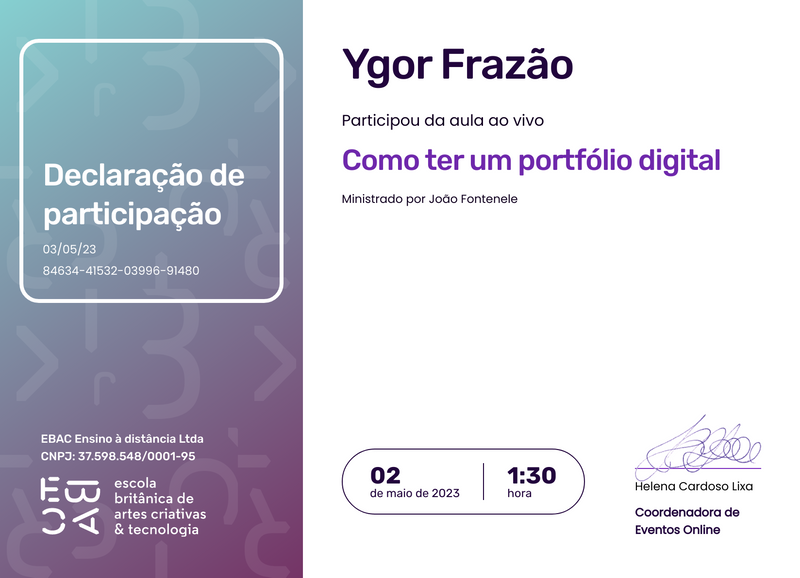 Declaração de
participação
03/05/23
84634-41532-03996-91480
EBAC Ensino à distância Ltda
CNPJ: 37.598.548/0001-95
escola
britânica de
artes criativas
& tecnologia
Ygor Frazão
Participou da aula ao vivo
Como ter um portfólio digital
Ministrado por João Fontenele
02
de maio de 2023
1:30
hora
Helena Cardoso Lixa
Coordenadora de
Eventos Online